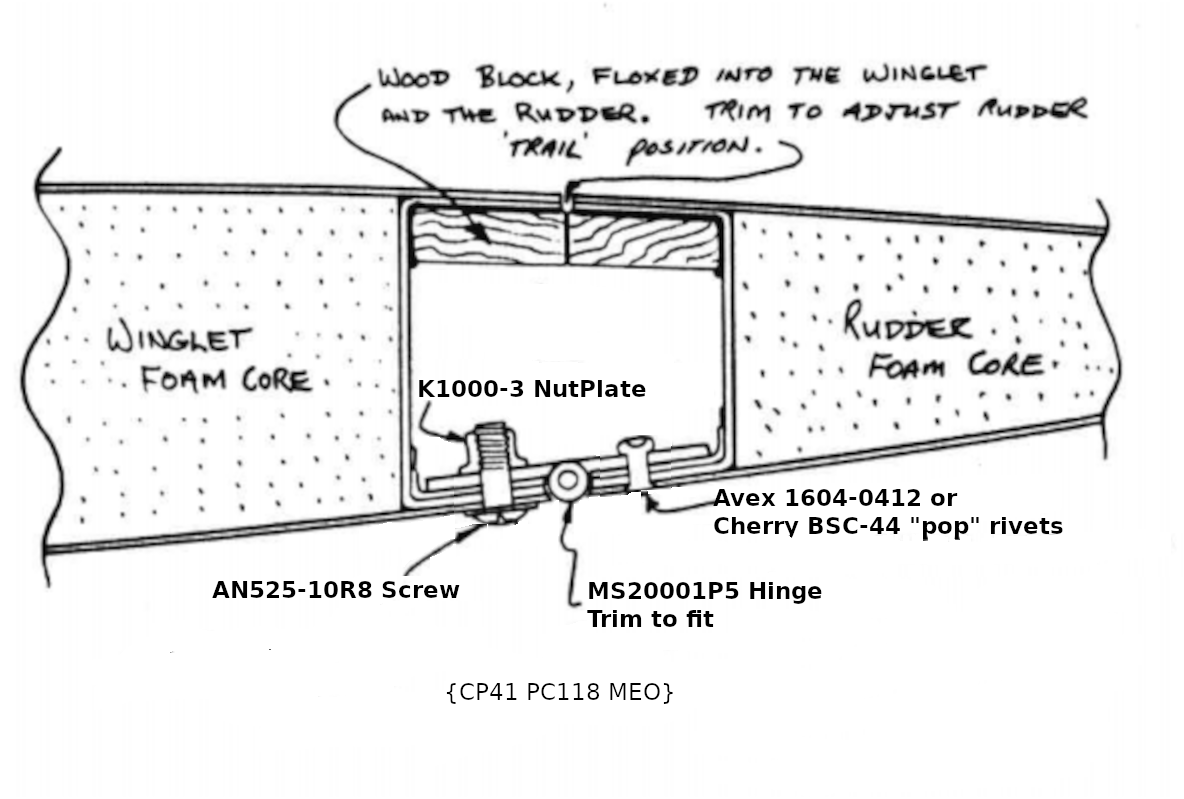 WOOD BLOCK, FLOXED INTO THE WINGLET
AND THE RUDDER. TRIM TO ADJUST RUDDER
'TRAIL' POSITION.
WINGLET
FOAM CORE
RUDDER
FOAM CORE
K1000-3 NutPlate
Avex 1604-0412 or
Cherry BSC-44 "pop" rivets
AN525-10R8 Screw
MS20001P5 Hinge
Trim to fit
{CP41 PC118 MEO}